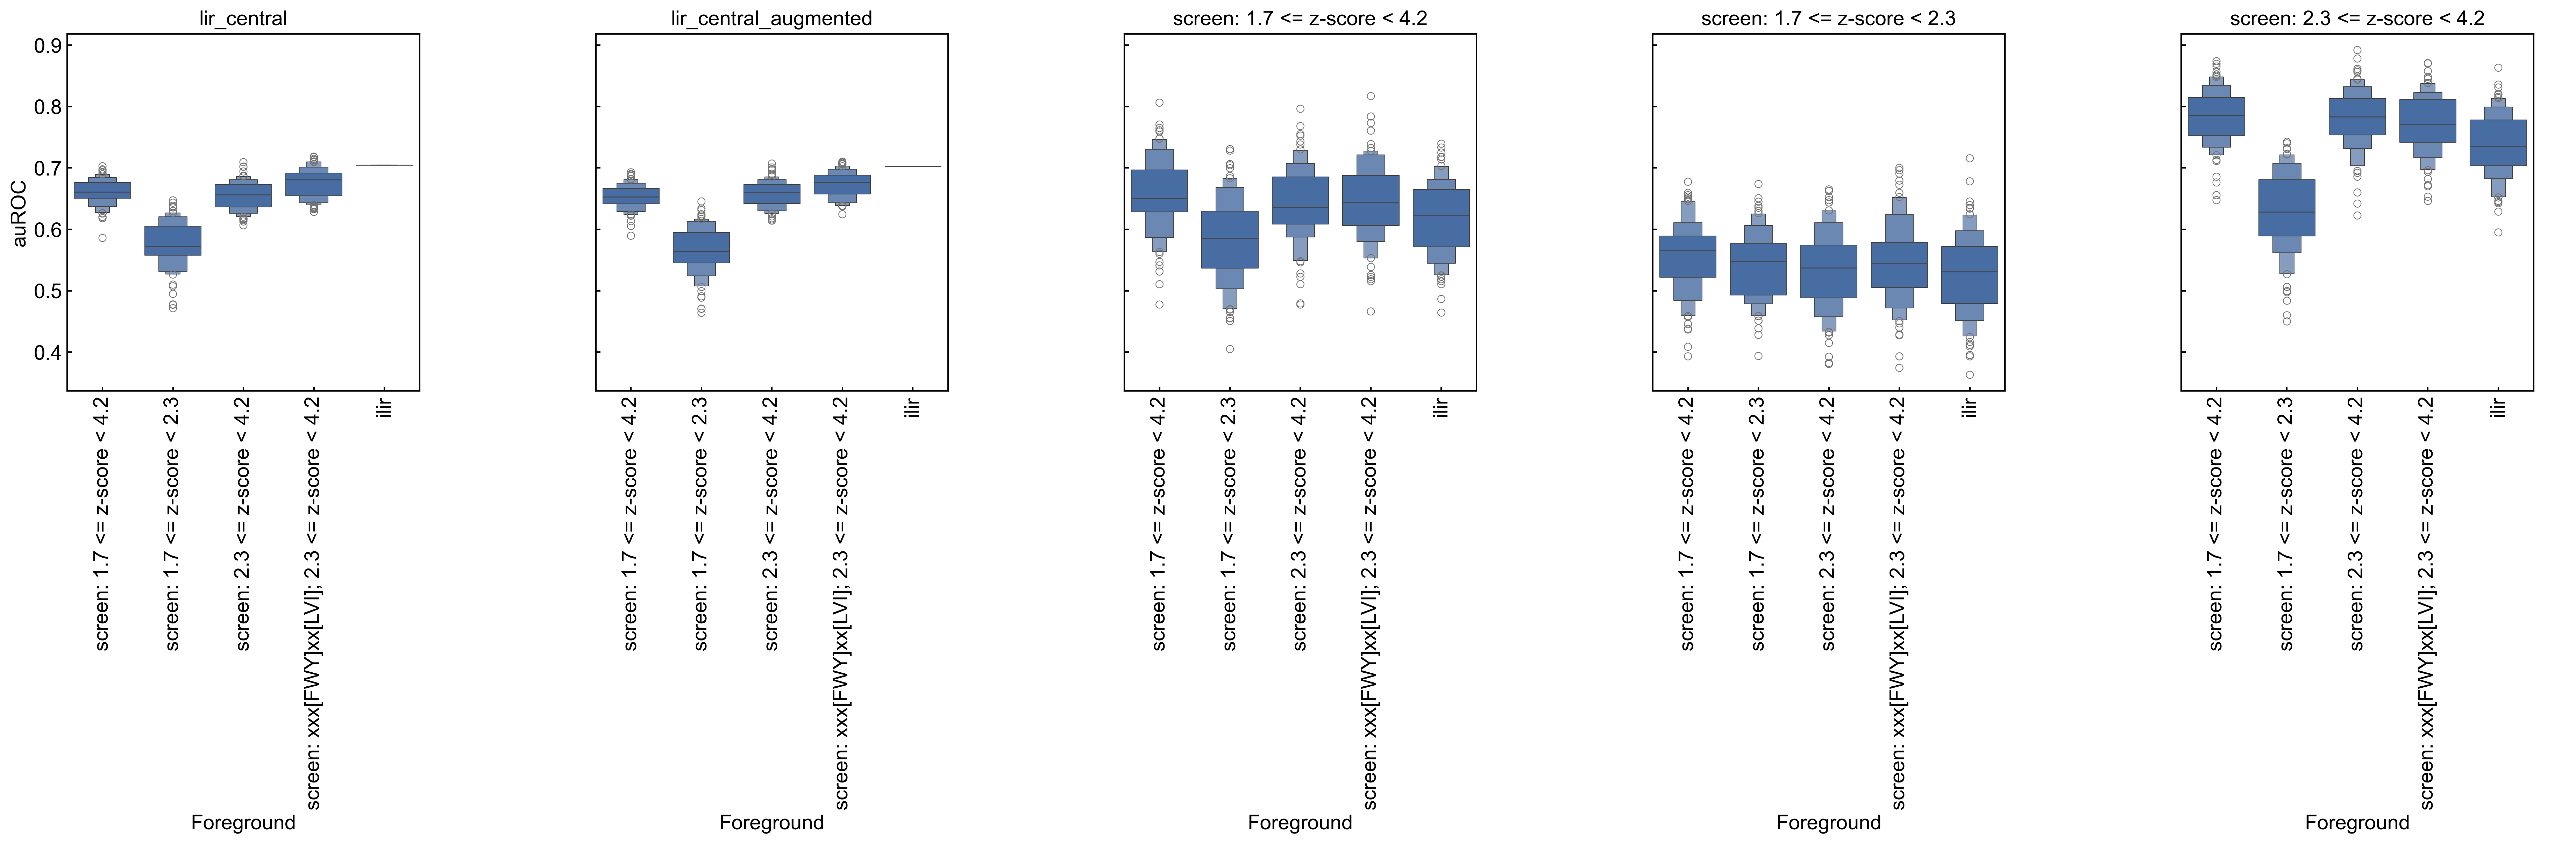 lir_central
lir_central_augmented
screen: 1.7 <= z-score < 4.2
screen: 1.7 <= z-score < 2.3
screen: 2.3 <= z-score < 4.2
auROC
0.9
0.8
0.7
0.6
0.5
0.4
screen: 1.7 <= z-score < 4.2
screen: 1.7 <= z-score < 2.3
screen: 2.3 <= z-score < 4.2
screen: xxx[FWY]xx[LVI]; 2.3 <= z-score < 4.2
ilir
screen: 1.7 <= z-score < 4.2
screen: 1.7 <= z-score < 2.3
screen: 2.3 <= z-score < 4.2
screen: xxx[FWY]xx[LVI]; 2.3 <= z-score < 4.2
ilir
screen: 1.7 <= z-score < 4.2
screen: 1.7 <= z-score < 2.3
screen: 2.3 <= z-score < 4.2
screen: xxx[FWY]xx[LVI]; 2.3 <= z-score < 4.2
ilir
screen: 1.7 <= z-score < 4.2
screen: 1.7 <= z-score < 2.3
screen: 2.3 <= z-score < 4.2
screen: xxx[FWY]xx[LVI]; 2.3 <= z-score < 4.2
ilir
screen: 1.7 <= z-score < 4.2
screen: 1.7 <= z-score < 2.3
screen: 2.3 <= z-score < 4.2
screen: xxx[FWY]xx[LVI]; 2.3 <= z-score < 4.2
ilir
Foreground
Foreground
Foreground
Foreground
Foreground